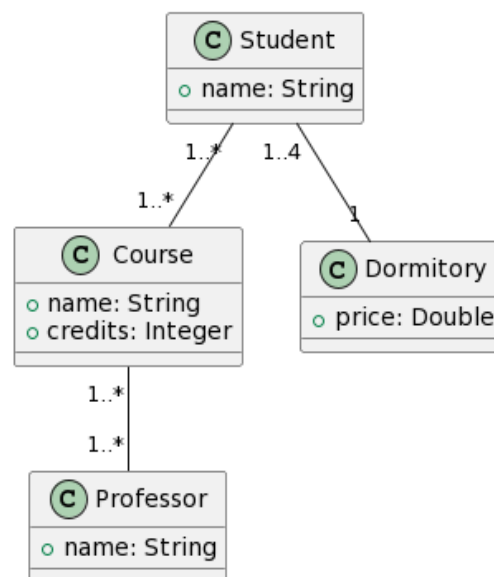 C Student
+ name: String
1..*
1..4
1..*
1
C Course
+ name: String
+ credits: Integer
C Dormitory
+ price: Double
1..*
1..*
C Professor
+ name: String